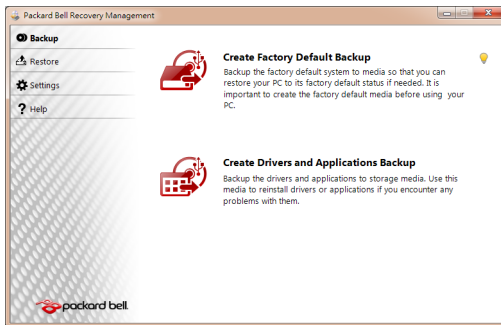 Packard Bell Recovery Management
Backup
Restore
Settings
Help
Create Factory Default Backup
Backup the factory default system to media so that you can
restore your PC to its factory default status if needed. It is
important to create the factory default media before using your
PC.
Create Drivers and Applications Backup
Backup the drivers and applications to storage media. Use this
media to reinstall drivers or applications if you encounter any
problems with them.
packard bell.